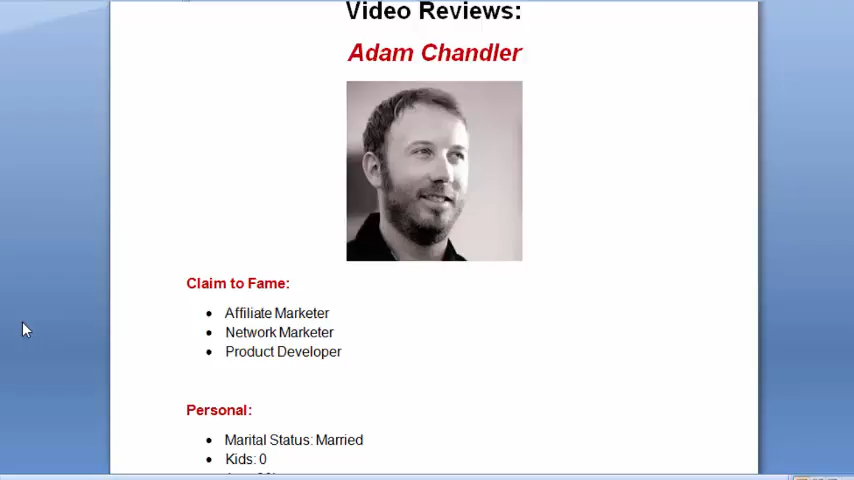 Video Reviews:
Adam Chandler
Claim to Fame:
• Affiliate Marketer
• Network Marketer
• Product Developer
Personal:
• Marital Status: Married
• Kids: 0